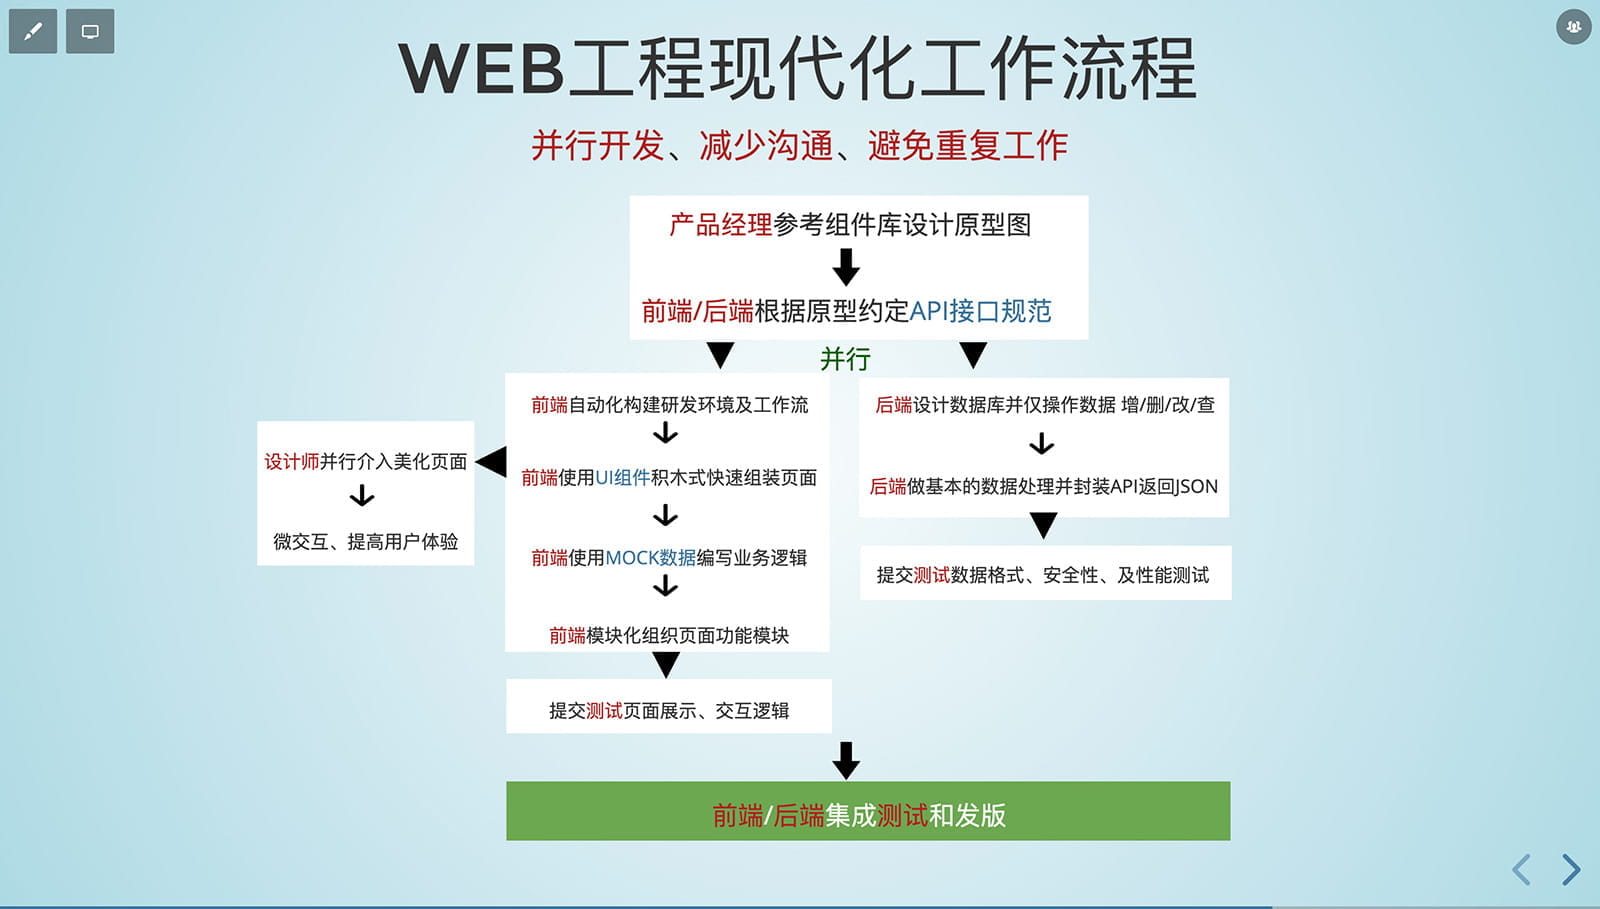 WEB工程现代化工作流程
并行开发、减少沟通、避免重复工作
产品经理参考组件库设计原型图
前端/后端根据原型约定API接口规范
并行
前端自动化构建研发环境及工作流
前端使用UI组件积木式快速组装页面
前端使用MOCK数据编写业务逻辑
前端模块化组织页面功能模块
设计师并行介入美化页面
微交互、提高用户体验
提交测试页面展示、交互逻辑
后端设计数据库并仅操作数据 增/删/改/查
后端做基本的数据处理并封装API返回JSON
提交测试数据格式、安全性、及性能测试
前端/后端集成测试和发版